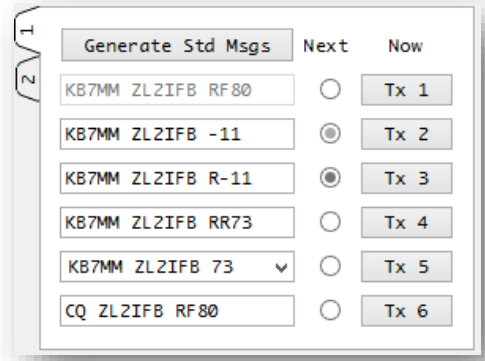 1
2
Generate Std Msgs Next Now
KB7MM ZL2IFB RF80 Tx 1
KB7MM ZL2IFB -11 Tx 2
KB7MM ZL2IFB R-11 Tx 3
KB7MM ZL2IFB RR73 Tx 4
KB7MM ZL2IFB 73 Tx 5
CQ ZL2IFB RF80 Tx 6